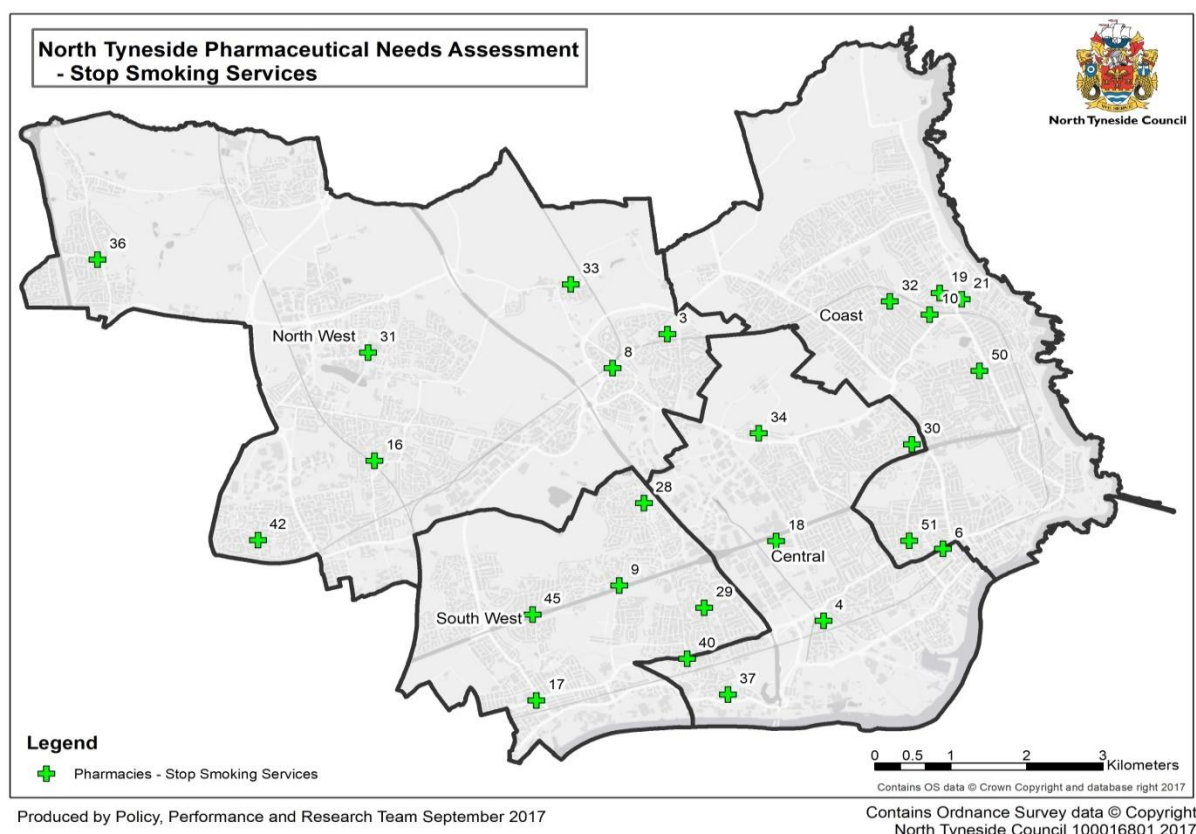 North Tyneside Pharmaceutical Needs Assessment
- Stop Smoking Services
North Tyneside Council
36
33
19
21
32
10
3
Coast
North West
31
8
50
34
30
16
28
42
18
51
6
Central
9
29
45
South West
4
40
37
17
Legend
Pharmacies - Stop Smoking Services
0 0.5 1 2 3
Kilometers
Contains OS data © Crown Copyright and database right 2017
Produced by Policy, Performance and Research Team September 2017
Contains Ordnance Survey data © Copyright
North Tyneside Council 100016801 2017